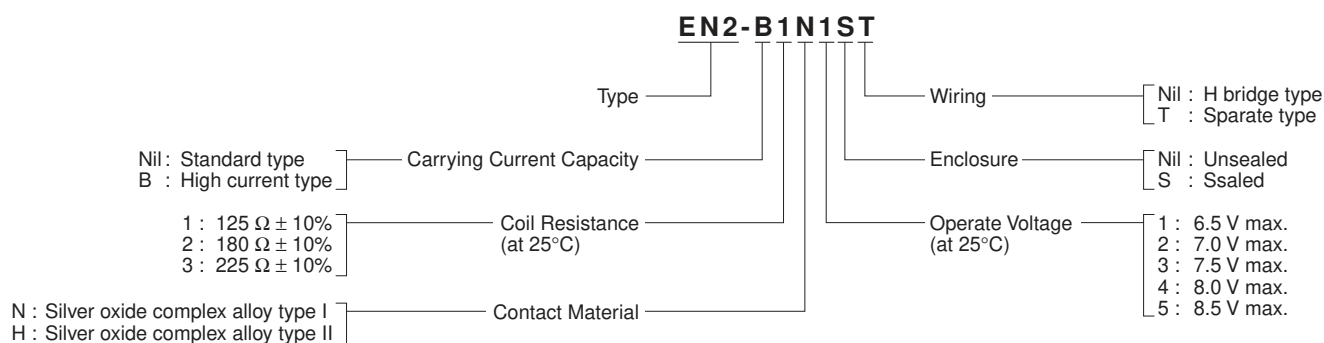 EN2-B1N1ST
Type
Wiring
Nil : H bridge type
T : Sparate type
Nil : Standard type
B : High current type
Carrying Current Capacity
Enclosure
Nil : Unsealed
S : Ssaled
1 : 125 Ω ± 10%
2 : 180 Ω ± 10%
3 : 225 Ω ± 10%
Coil Resistance
(at 25°C)
Operate Voltage
(at 25°C)
1 : 6.5 V max.
2 : 7.0 V max.
3 : 7.5 V max.
4 : 8.0 V max.
5 : 8.5 V max.
N : Silver oxide complex alloy type I
H : Silver oxide complex alloy type II
Contact Material